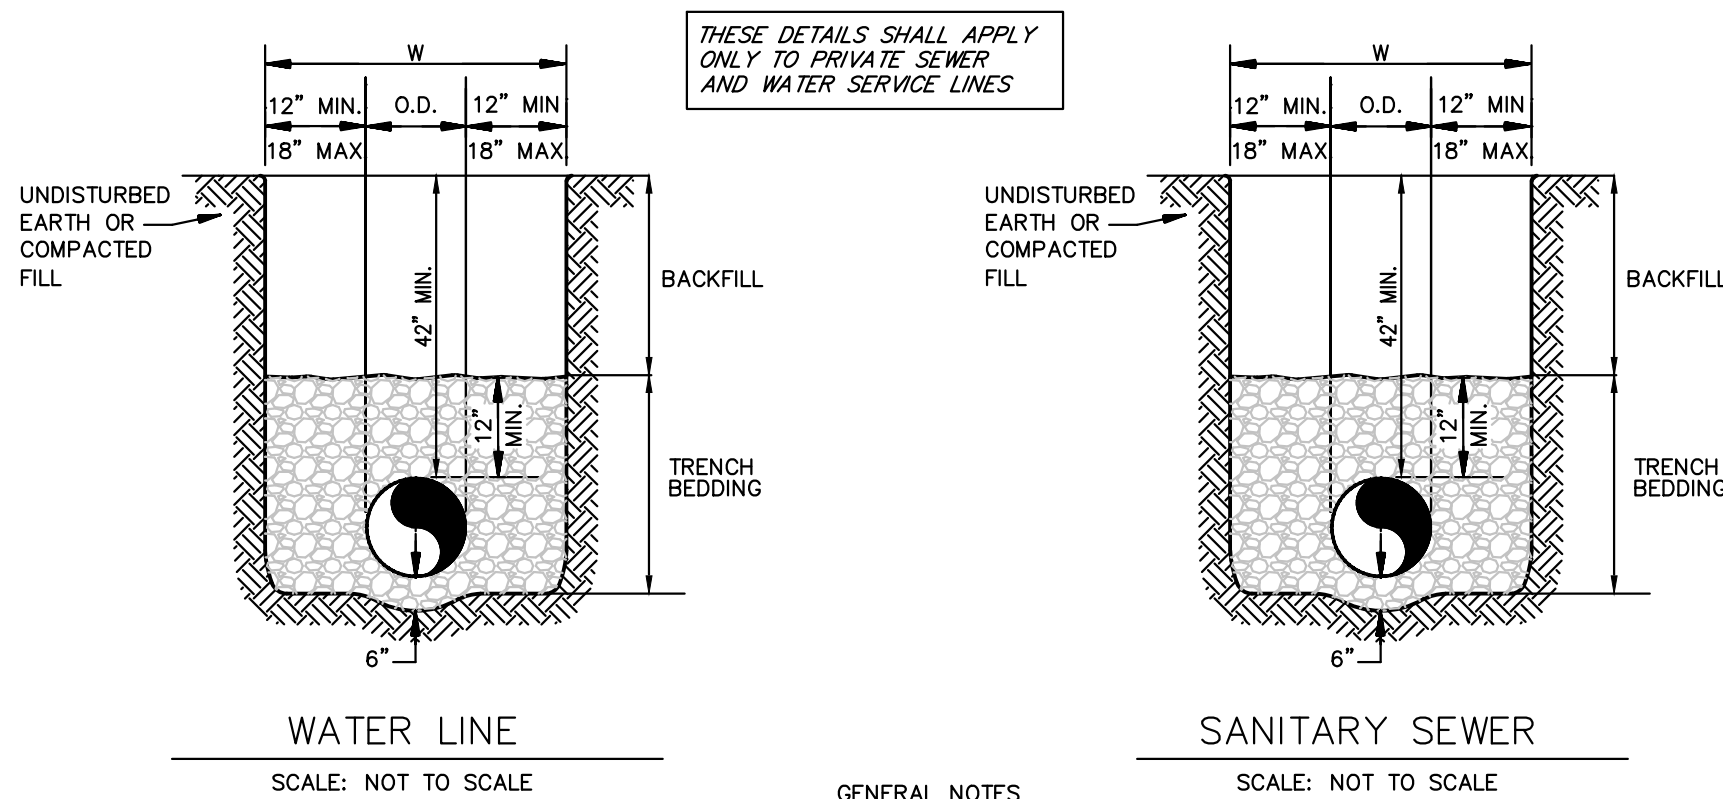 THESE DETAILS SHALL APPLY
ONLY TO PRIVATE SEWER
AND WATER SERVICE LINES
W
12” MIN.
O.D.
12” MIN
18” MAX
18” MAX.
UNDISTURBED
EARTH OR
COMPACTED
FILL
42” MIN.
BACKFILL
12”
MIN.
TRENCH
BEDDING
6”
WATER LINE
SCALE: NOT TO SCALE
W
12” MIN.
O.D.
12” MIN
18” MAX
18” MAX.
UNDISTURBED
EARTH OR
COMPACTED
FILL
42” MIN.
BACKFILL
12”
MIN.
TRENCH
BEDDING
6”
SANITARY SEWER
SCALE: NOT TO SCALE
GENERAL NOTES